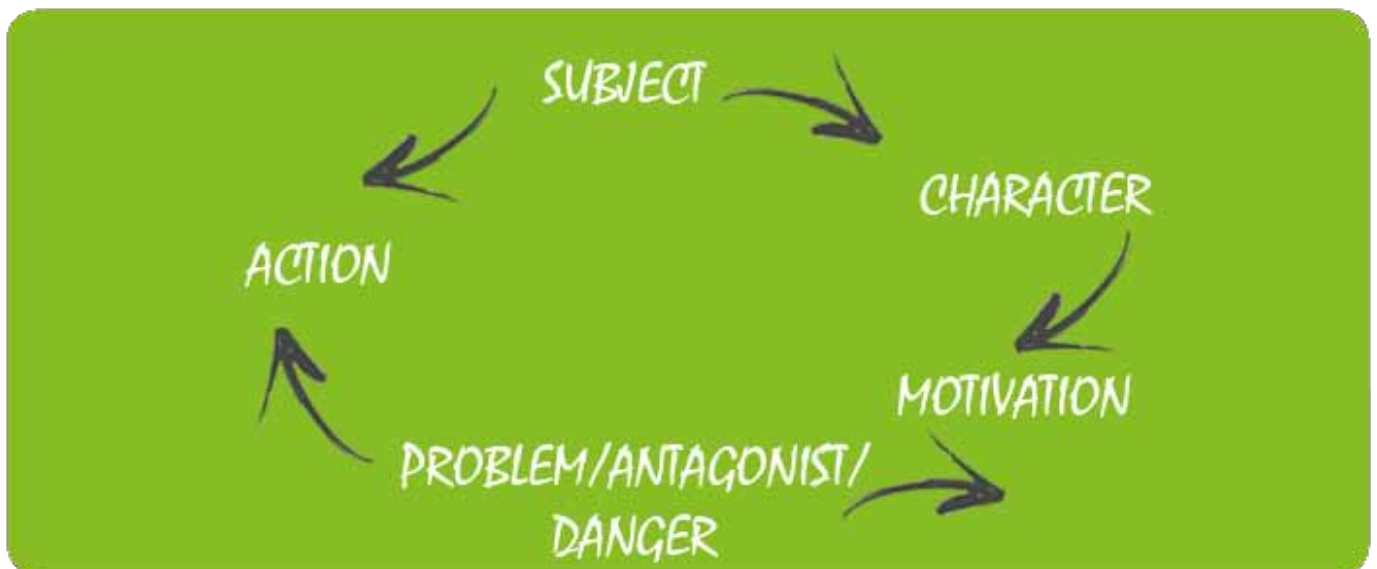 SUBJECT
CHARACTER
ACTION
MOTIVATION
PROBLEM/ANTAGONIST/
DANGER